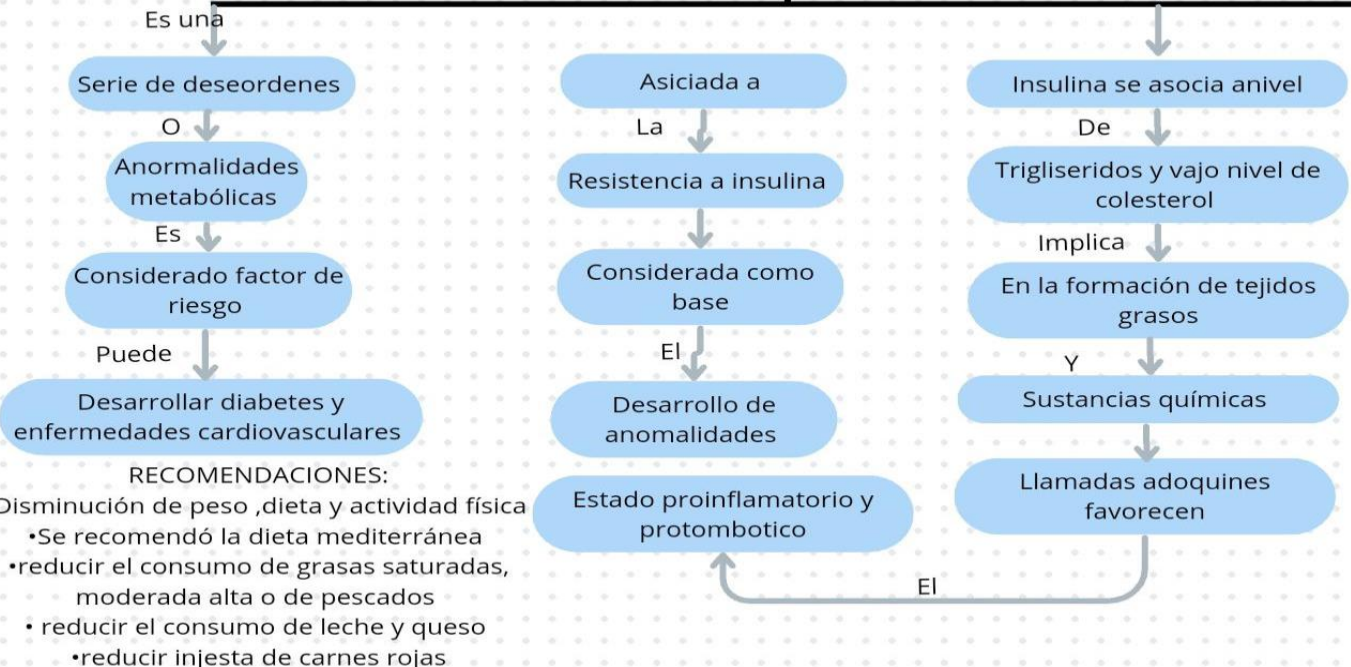 Es una
Serie de deseordenes
O
Anormalidades
metabólicas
Es
Considerado factor de
riesgo
Puede
Desarrollar diabetes y
enfermedades cardiovasculares
RECOMENDACIONES:
Disminución de peso ,dieta y actividad física
•Se recomendó la dieta mediterránea
•reducir el consumo de grasas saturadas,
moderada alta o de pescados
• reducir el consumo de leche y queso
•reducir injesta de carnes rojas
Asiciada a
La
Resistencia a insulina
Considerada como
base
El
Desarrollo de
anomalidades
Insulina se asocia anivel
De
Trigliseridos y vajo nivel de
colesterol
Implica
En la formación de tejidos
grasos
Y
Sustancias químicas
Llamadas adoquines
favorecen
El
Estado proinflamatorio y
protombotico